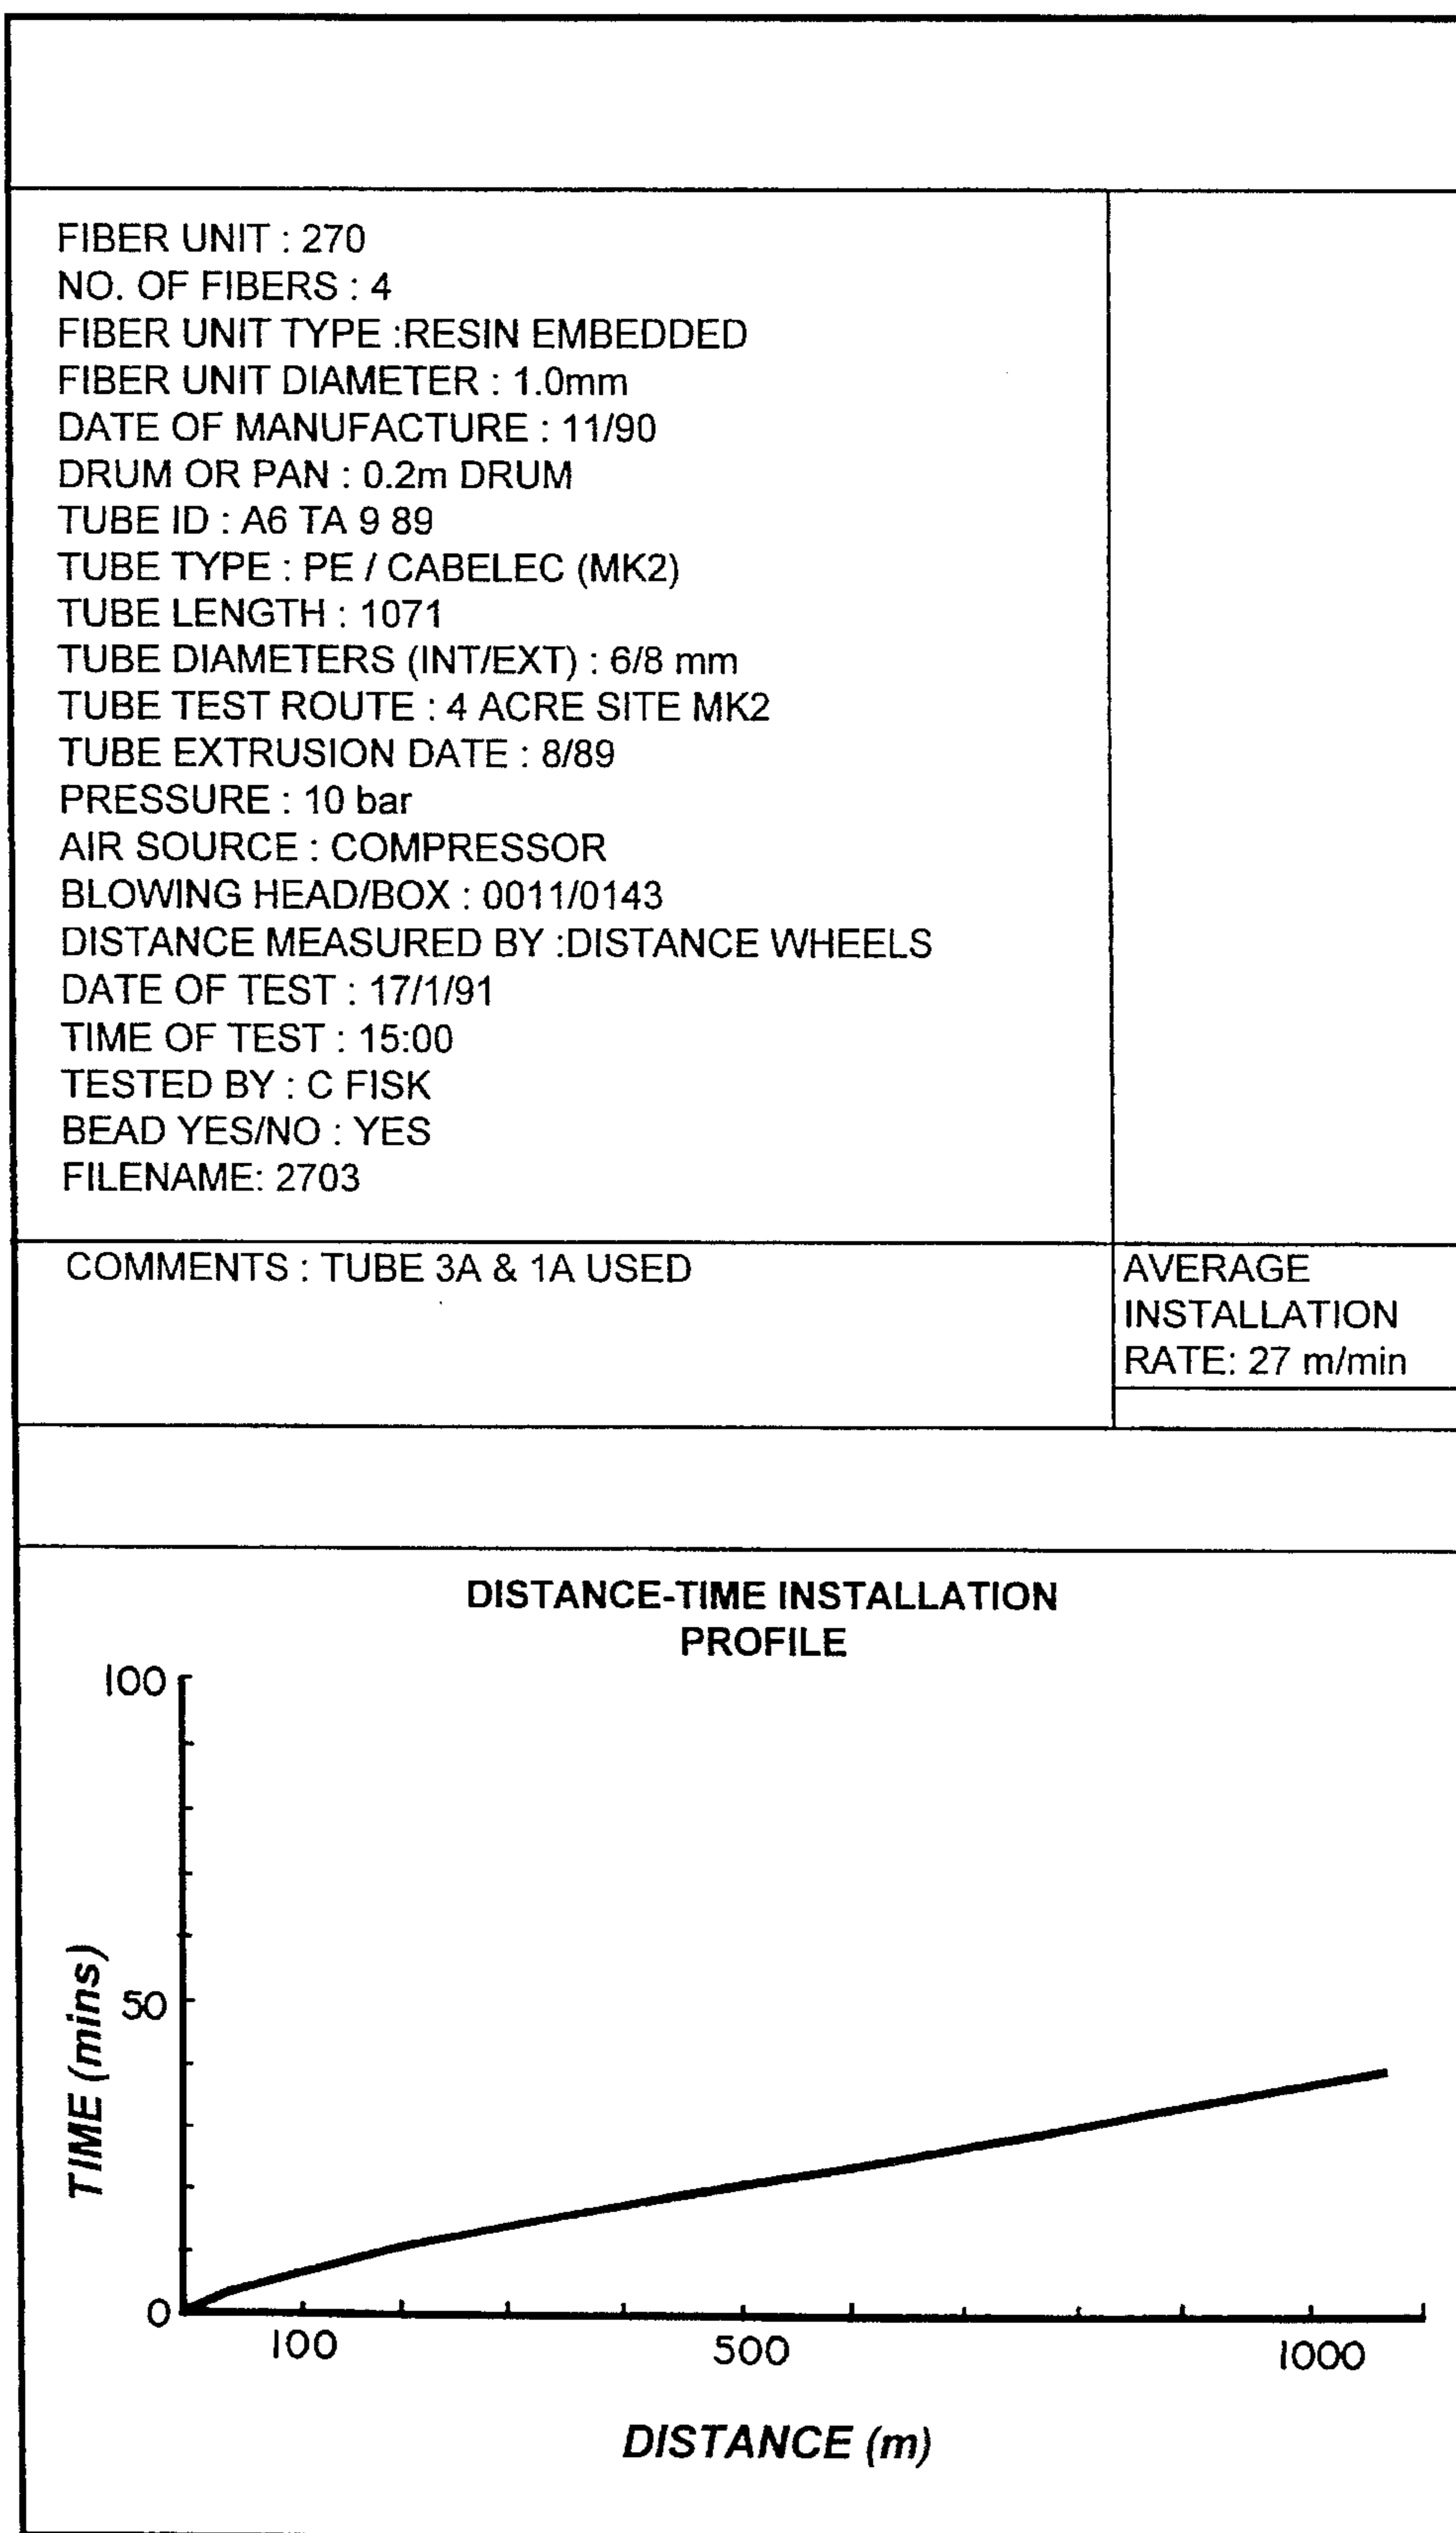 FIBER UNIT : 270
NO. OF FIBERS : 4
FIBER UNIT TYPE :RESIN EMBEDDED
FIBER UNIT DIAMETER : 1.0mm
DATE OF MANUFACTURE : 11/90
DRUM OR PAN : 0.2m DRUM
TUBE ID : A6 TA 9 89
TUBE TYPE : PE / CABELEC (MK2)
TUBE LENGTH : 1071
TUBE DIAMETERS (INT/EXT) : 6/8 mm
TUBE TEST ROUTE : 4 ACRE SITE MK2
TUBE EXTRUSION DATE : 8/89
PRESSURE : 10 bar
AIR SOURCE : COMPRESSOR
BLOWING HEAD/BOX : 0011/0143
DISTANCE MEASURED BY :DISTANCE WHEELS
DATE OF TEST : 17/1/91
TIME OF TEST : 15:00
TESTED BY : C FISK
BEAD YES/NO : YES
FILENAME: 2703
COMMENTS : TUBE 3A & 1A USED
AVERAGE
INSTALLATION
RATE: 27 m/min
DISTANCE-TIME INSTALLATION
PROFILE
100
50
0
TIME (mins)
100
500
1000
DISTANCE (m)